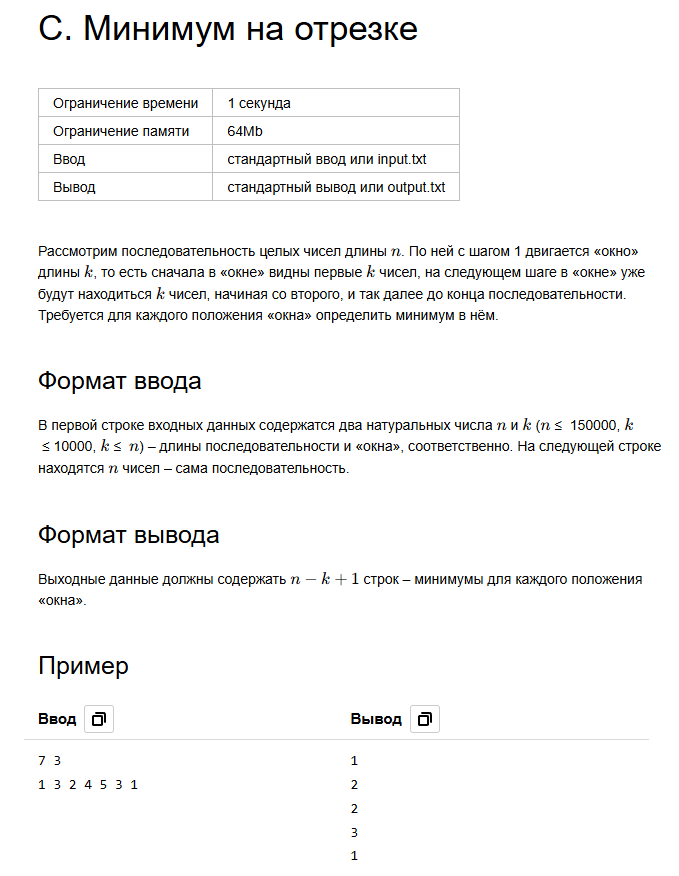 C. Минимум на отрезке
Ограничение времени 1 секунда
Ограничение памяти 64Mb
Ввод стандартный ввод или input.txt
Вывод стандартный вывод или output.txt
Рассмотрим последовательность целых чисел длины n. По ней с шагом 1 двигается «окно»
длины k, то есть сначала в «окне» видны первые k чисел, на следующем шаге в «окне» уже
будут находиться k чисел, начиная со второго, и так далее до конца последовательности.
Требуется для каждого положения «окна» определить минимум в нём.
Формат ввода
В первой строке входных данных содержатся два натуральных числа n и k (n ≤ 150000, k
≤ 10000, k ≤ n) – длины последовательности и «окна», соответственно. На следующей строке
находятся n чисел – сама последовательность.
Формат вывода
Выходные данные должны содержать n − k + 1 строк – минимумы для каждого положения
«окна».
Пример
Ввод Вывод
7 3 1
1 3 2 4 5 3 1 2
2
3
1